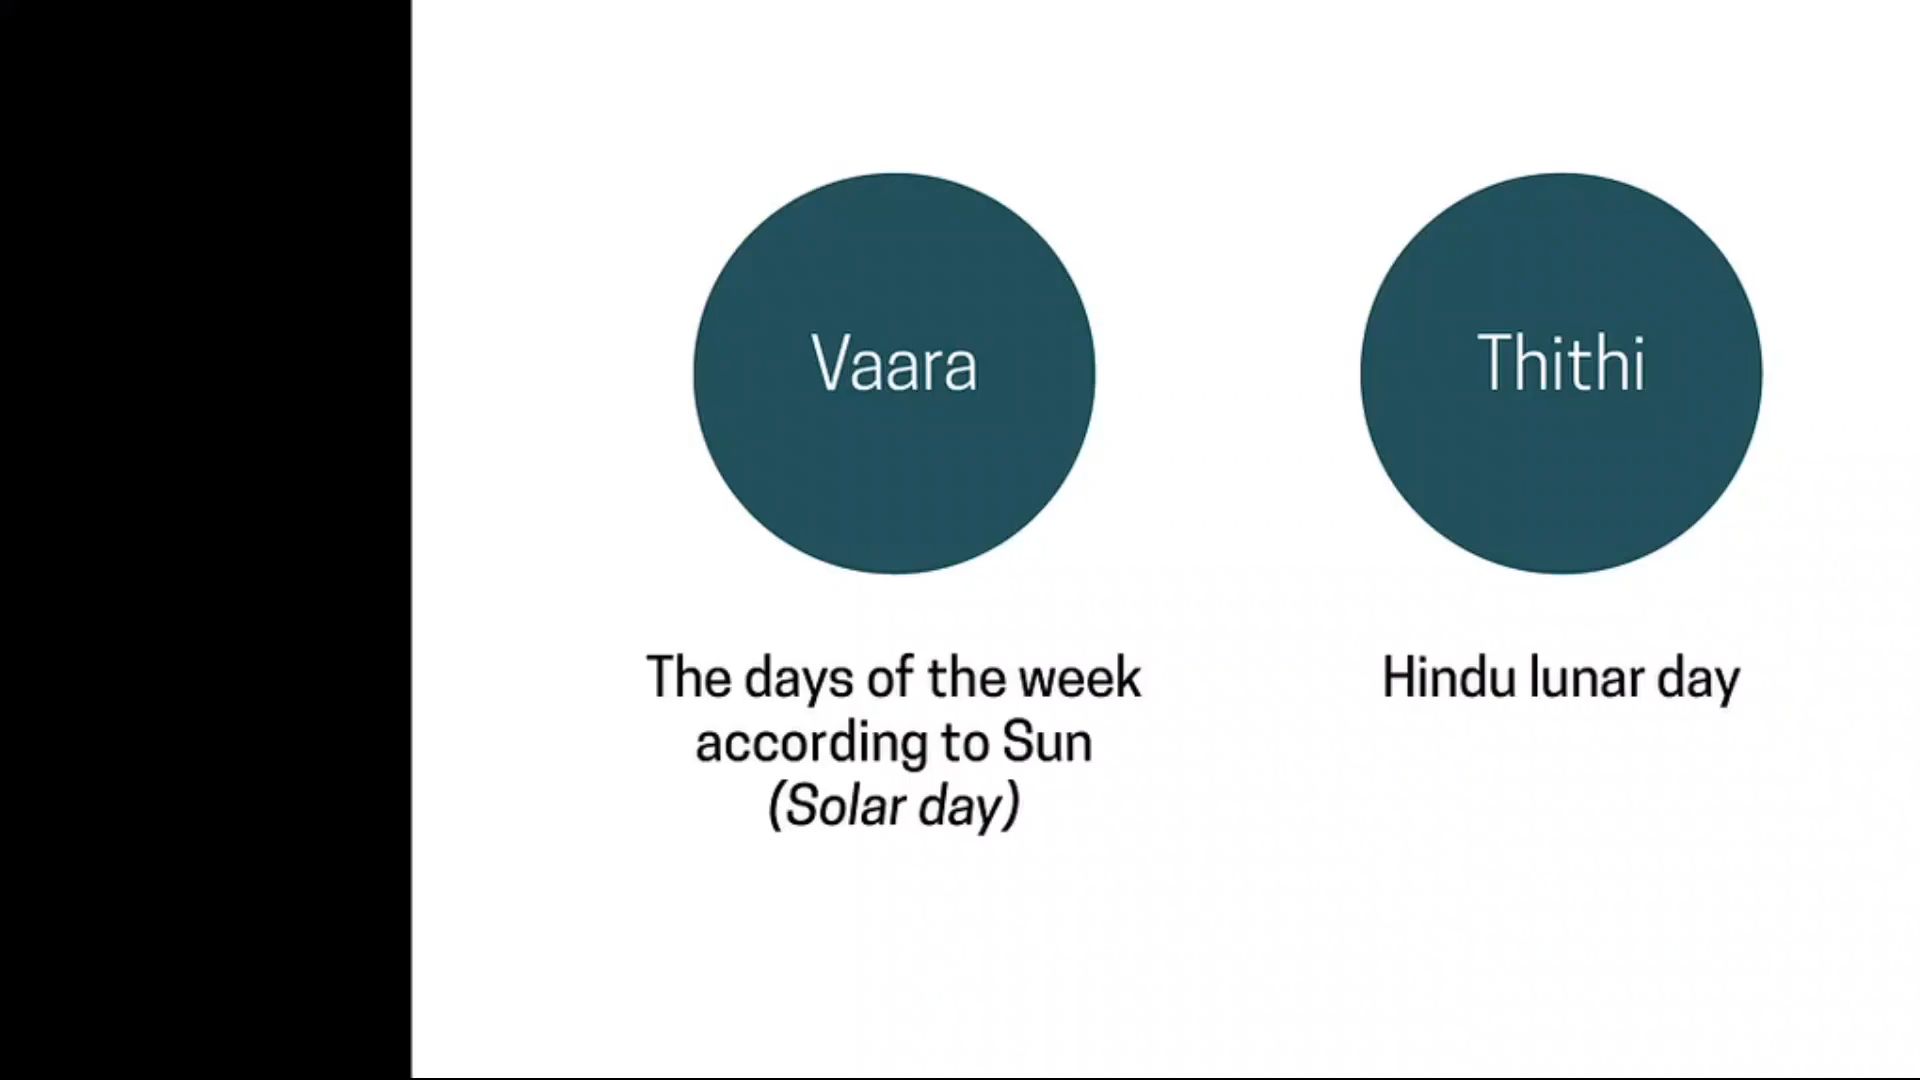 Vaara
The days of the week
according to Sun
(Solar day)
Thithi
Hindu lunar day